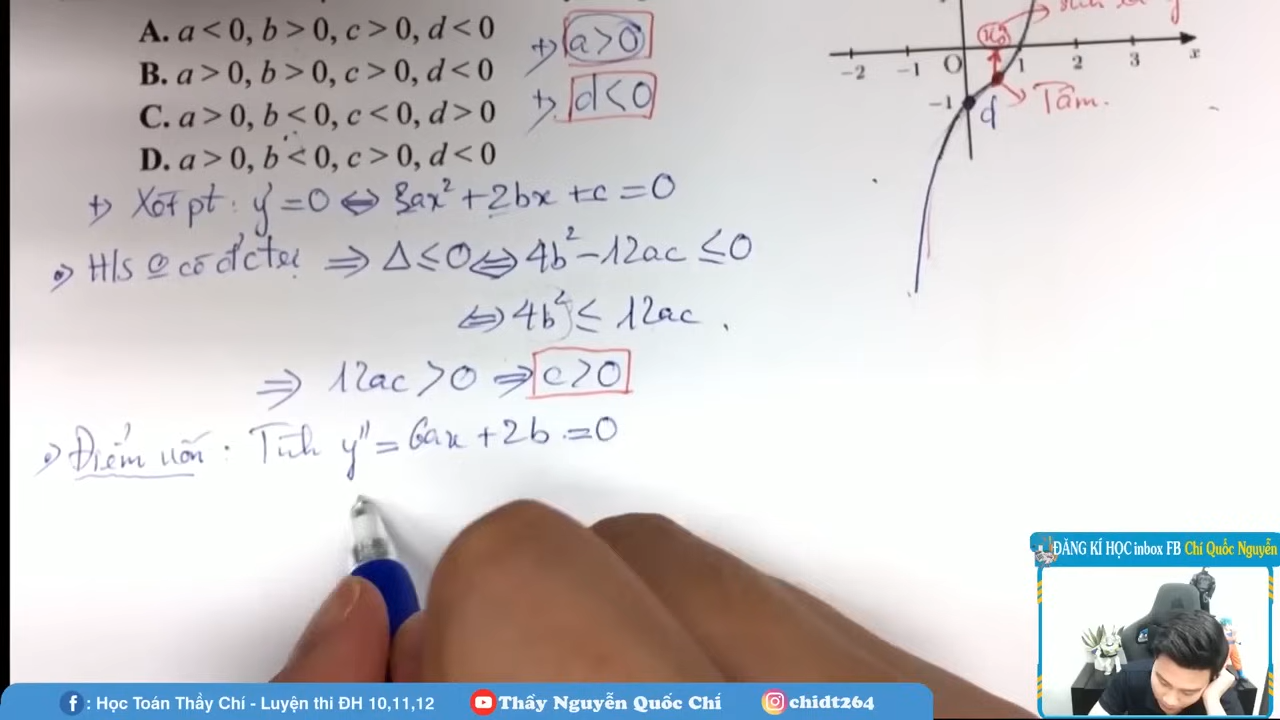 A. a < 0, b > 0, c > 0, d < 0
B. a > 0, b > 0, c > 0, d < 0
C. a > 0, b < 0, c < 0, d > 0
D. a > 0, b < 0, c > 0, d < 0
+) a > 0
+) d < 0
-2 -1 O 1 2 3 x
-1
x₀
Tâm.
d
+) Xét pt: y' = 0 ⇔ 3ax² + 2bx + c = 0
H/s có ⇒ Δ ≤ 0 ⇔ 4b² - 12ac ≤ 0
⇔ 4b² ≤ 12ac.
⇒ 12ac > 0 ⇒ c > 0
Điểm uốn: Tính y'' = 6ax + 2b = 0
ĐĂNG KÍ HỌC inbox FB Chí Quốc Nguyễn
f : Học Toán Thầy Chí - Luyện thi ĐH 10,11,12
Thầy Nguyễn Quốc Chí
chidt264